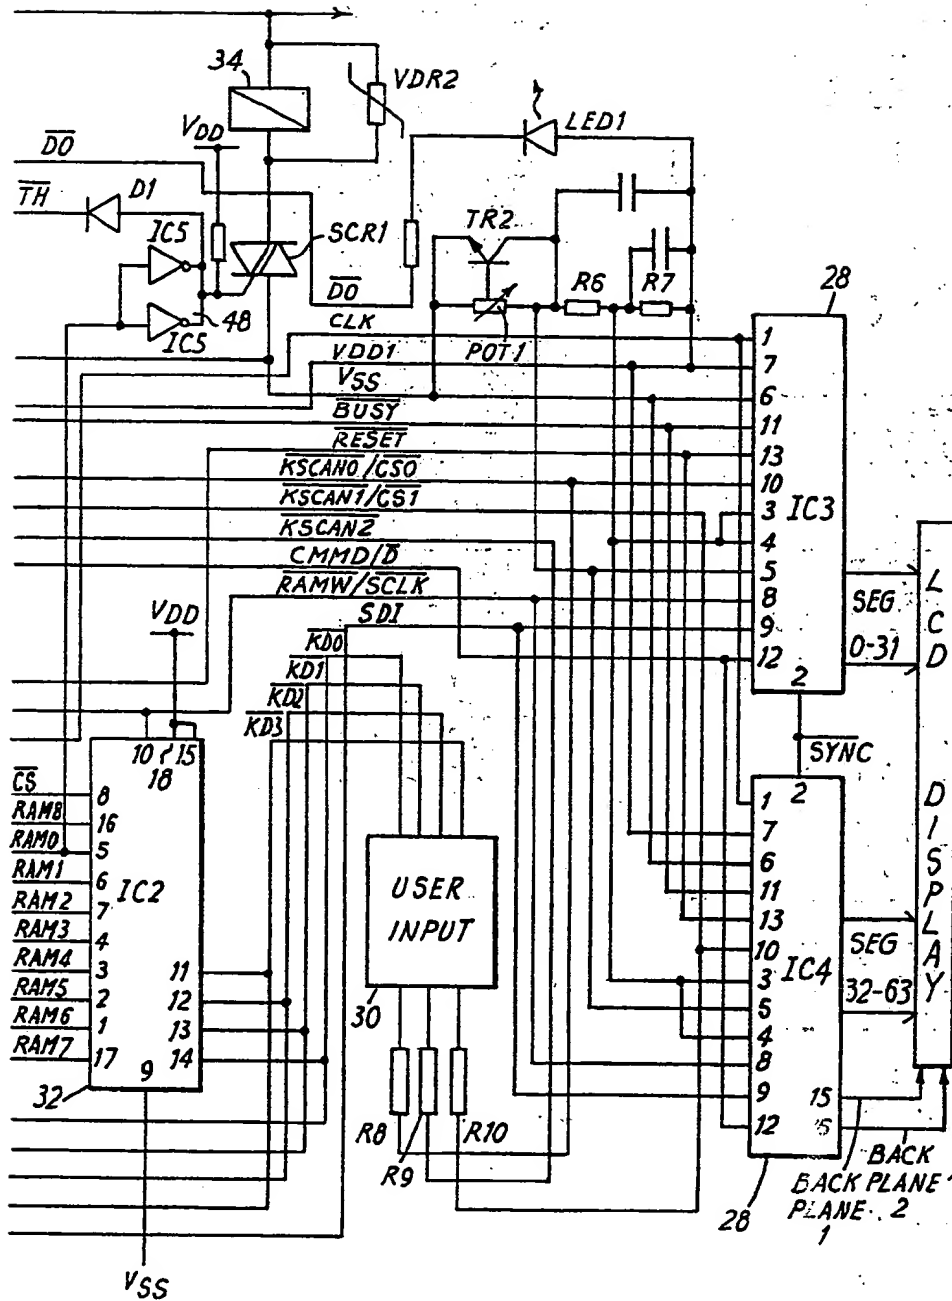 34
VDR2
VDD
LED1
DO
TH
D1
IC5
SCR1
TR2
DO
R6
R7
28
48
IC5
CLK
POT1
VDD1
VSS
BUSY
RESET
KSCAN0/CS0
KSCAN1/CS1
KSCAN2
CMMD/D
RAMW/SCLK
SDI
1
7
6
11
13
10
3
4
5
8
9
12
IC3
2
SEG
0-31
LCD
DISPLAY
VDD
KD0
KD1
KD2
KD3
SYNC
10 15
18
CS
RAM8
RAM0
RAM1
RAM2
RAM3
RAM4
RAM5
RAM6
RAM7
8
16
5
6
7
4
3
2
1
17
IC2
11
12
13
14
9
32
USER
INPUT
30
R8
R9
R10
2
1
7
6
11
13
10
3
5
4
8
9
12
IC4
SEG
32-63
15
28
BACK
PLANE
1
BACK
PLANE
2
VSS